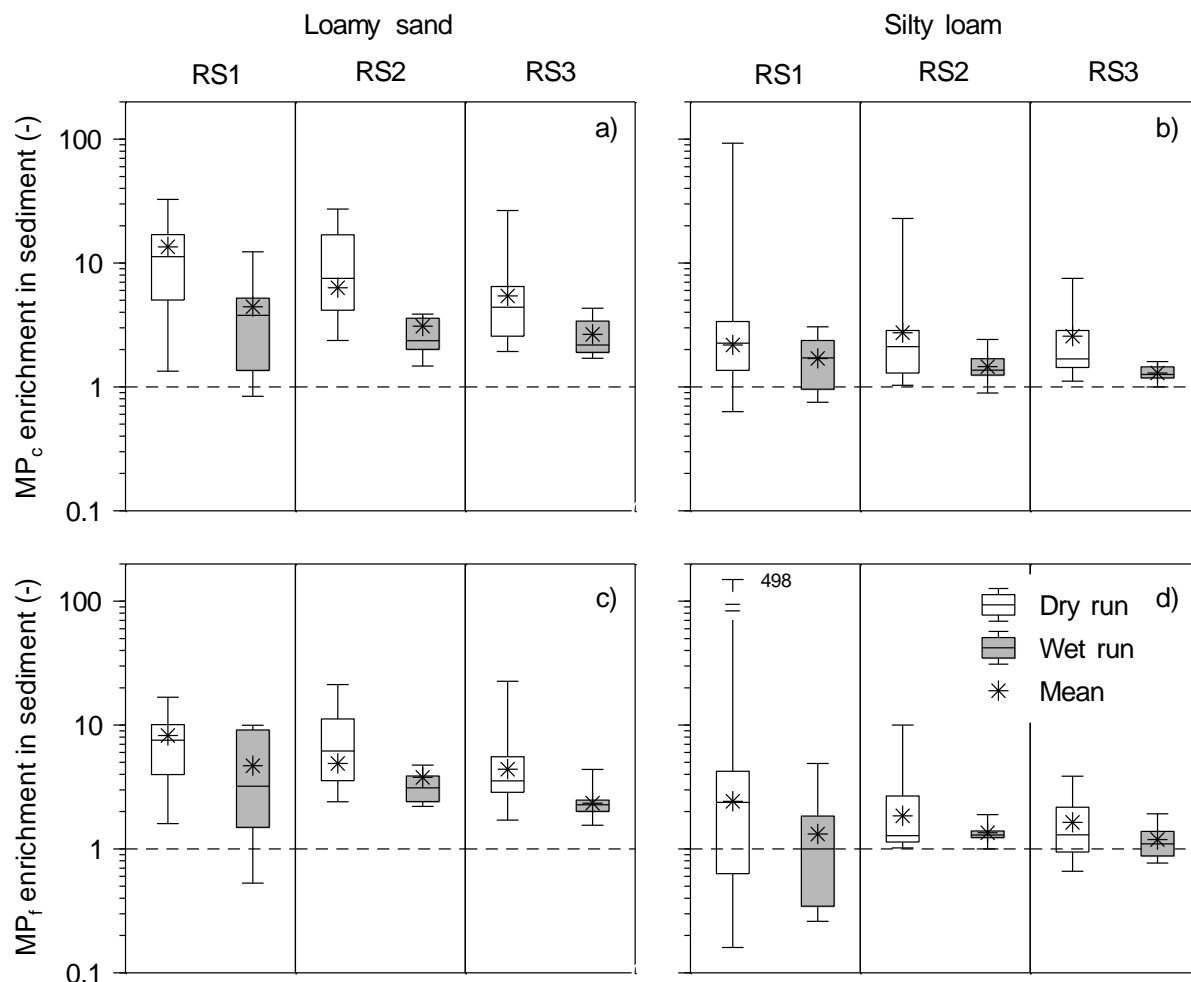 Loamy sand Silty loam
RS1 RS2 RS3 RS1 RS2 RS3
MPc enrichment in sediment (-)
100
10
1
0.1
a)
b)
MPf enrichment in sediment (-)
100
10
1
0.1
c)
498
d)
Dry run
Wet run
Mean